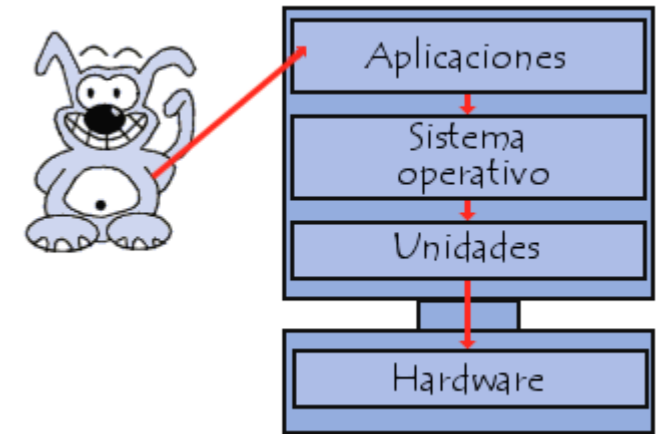 Aplicaciones
Sistema
operativo
Unidades
Hardware